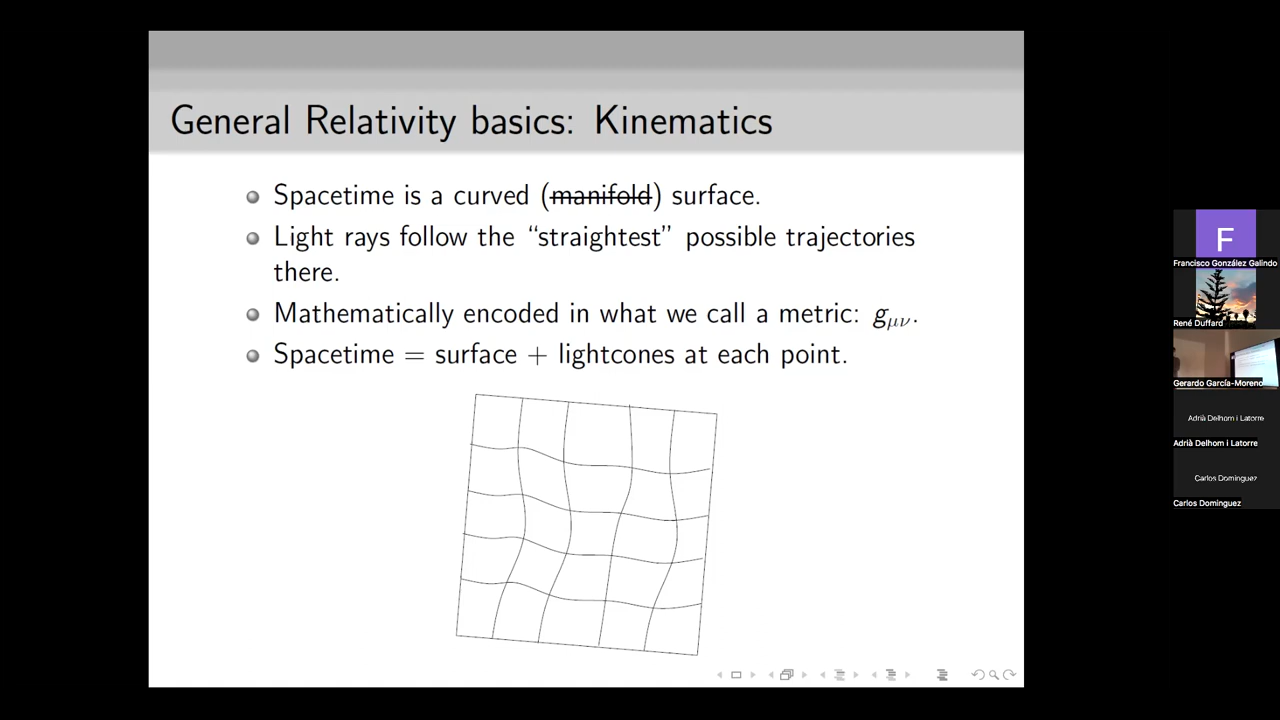 General Relativity basics: Kinematics
Spacetime is a curved (manifold) surface.
Light rays follow the “straightest” possible trajectories
there.
Mathematically encoded in what we call a metric: gμν.
Spacetime = surface + lightcones at each point.
F
Francisco González Galindo
René Duffard
Gerardo García-Moreno
Adrià Delhom i Latorre
Adrià Delhom i Latorre
Carlos Dominguez
Carlos Dominguez